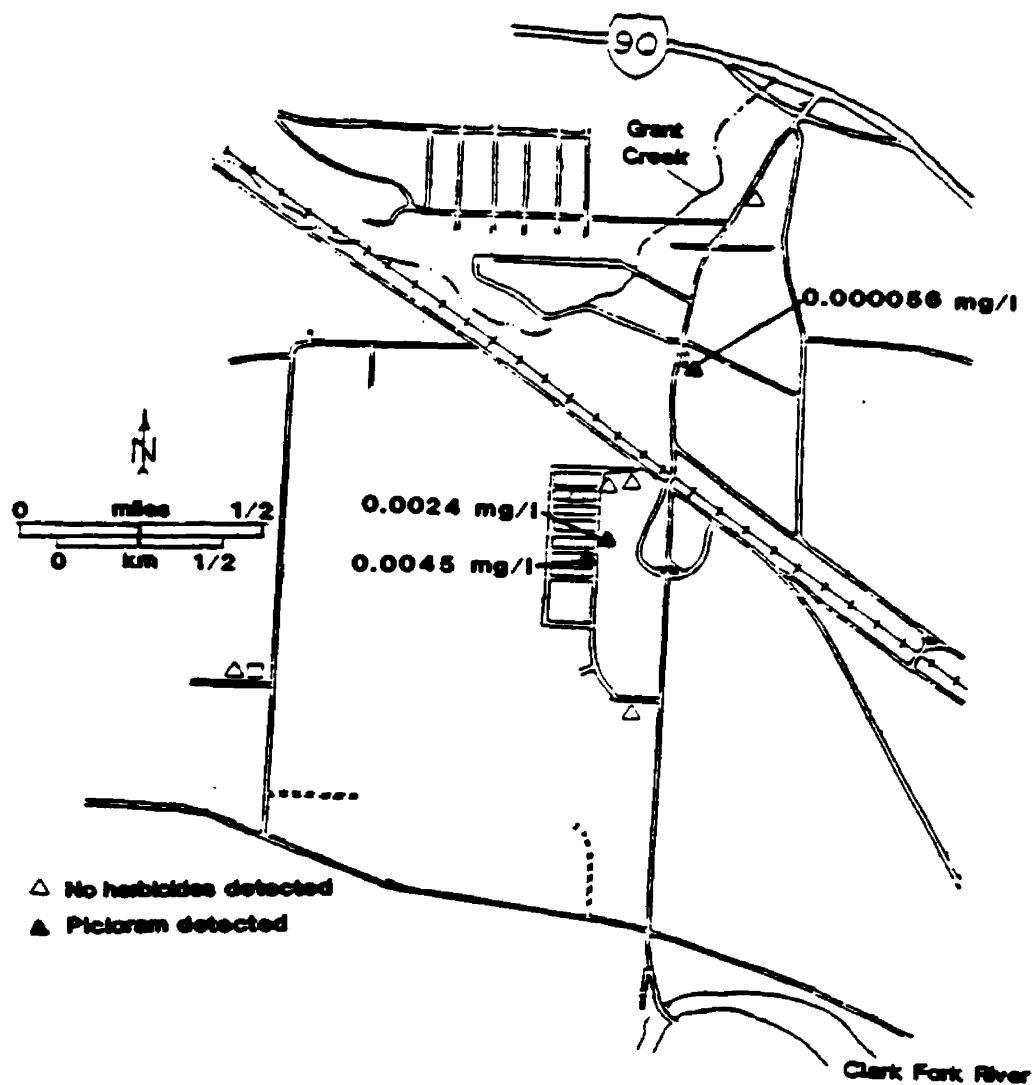 90
Grant
Creek
0.000056 mg/l
N
0 miles 1/2
0 km 1/2
0.0024 mg/l
0.0045 mg/l
No herbicides detected
Picloram detected
Clark Fork River